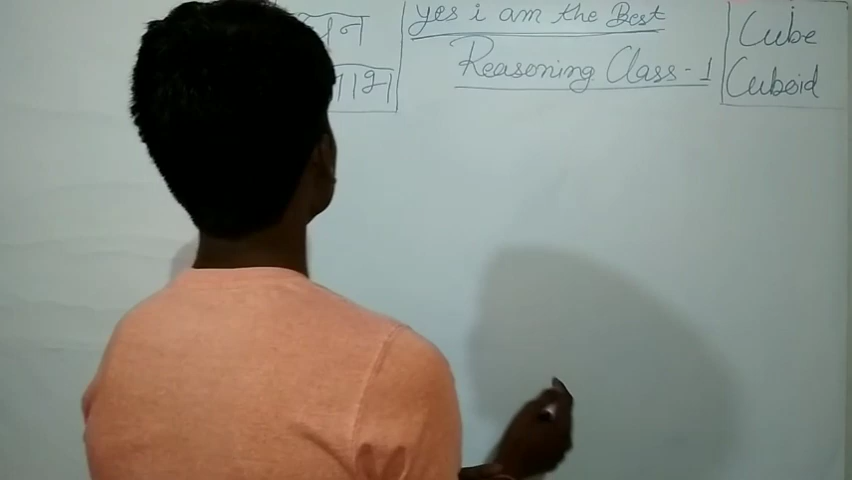 yes i am the Best
Reasoning Class-1
Cube
Cuboid